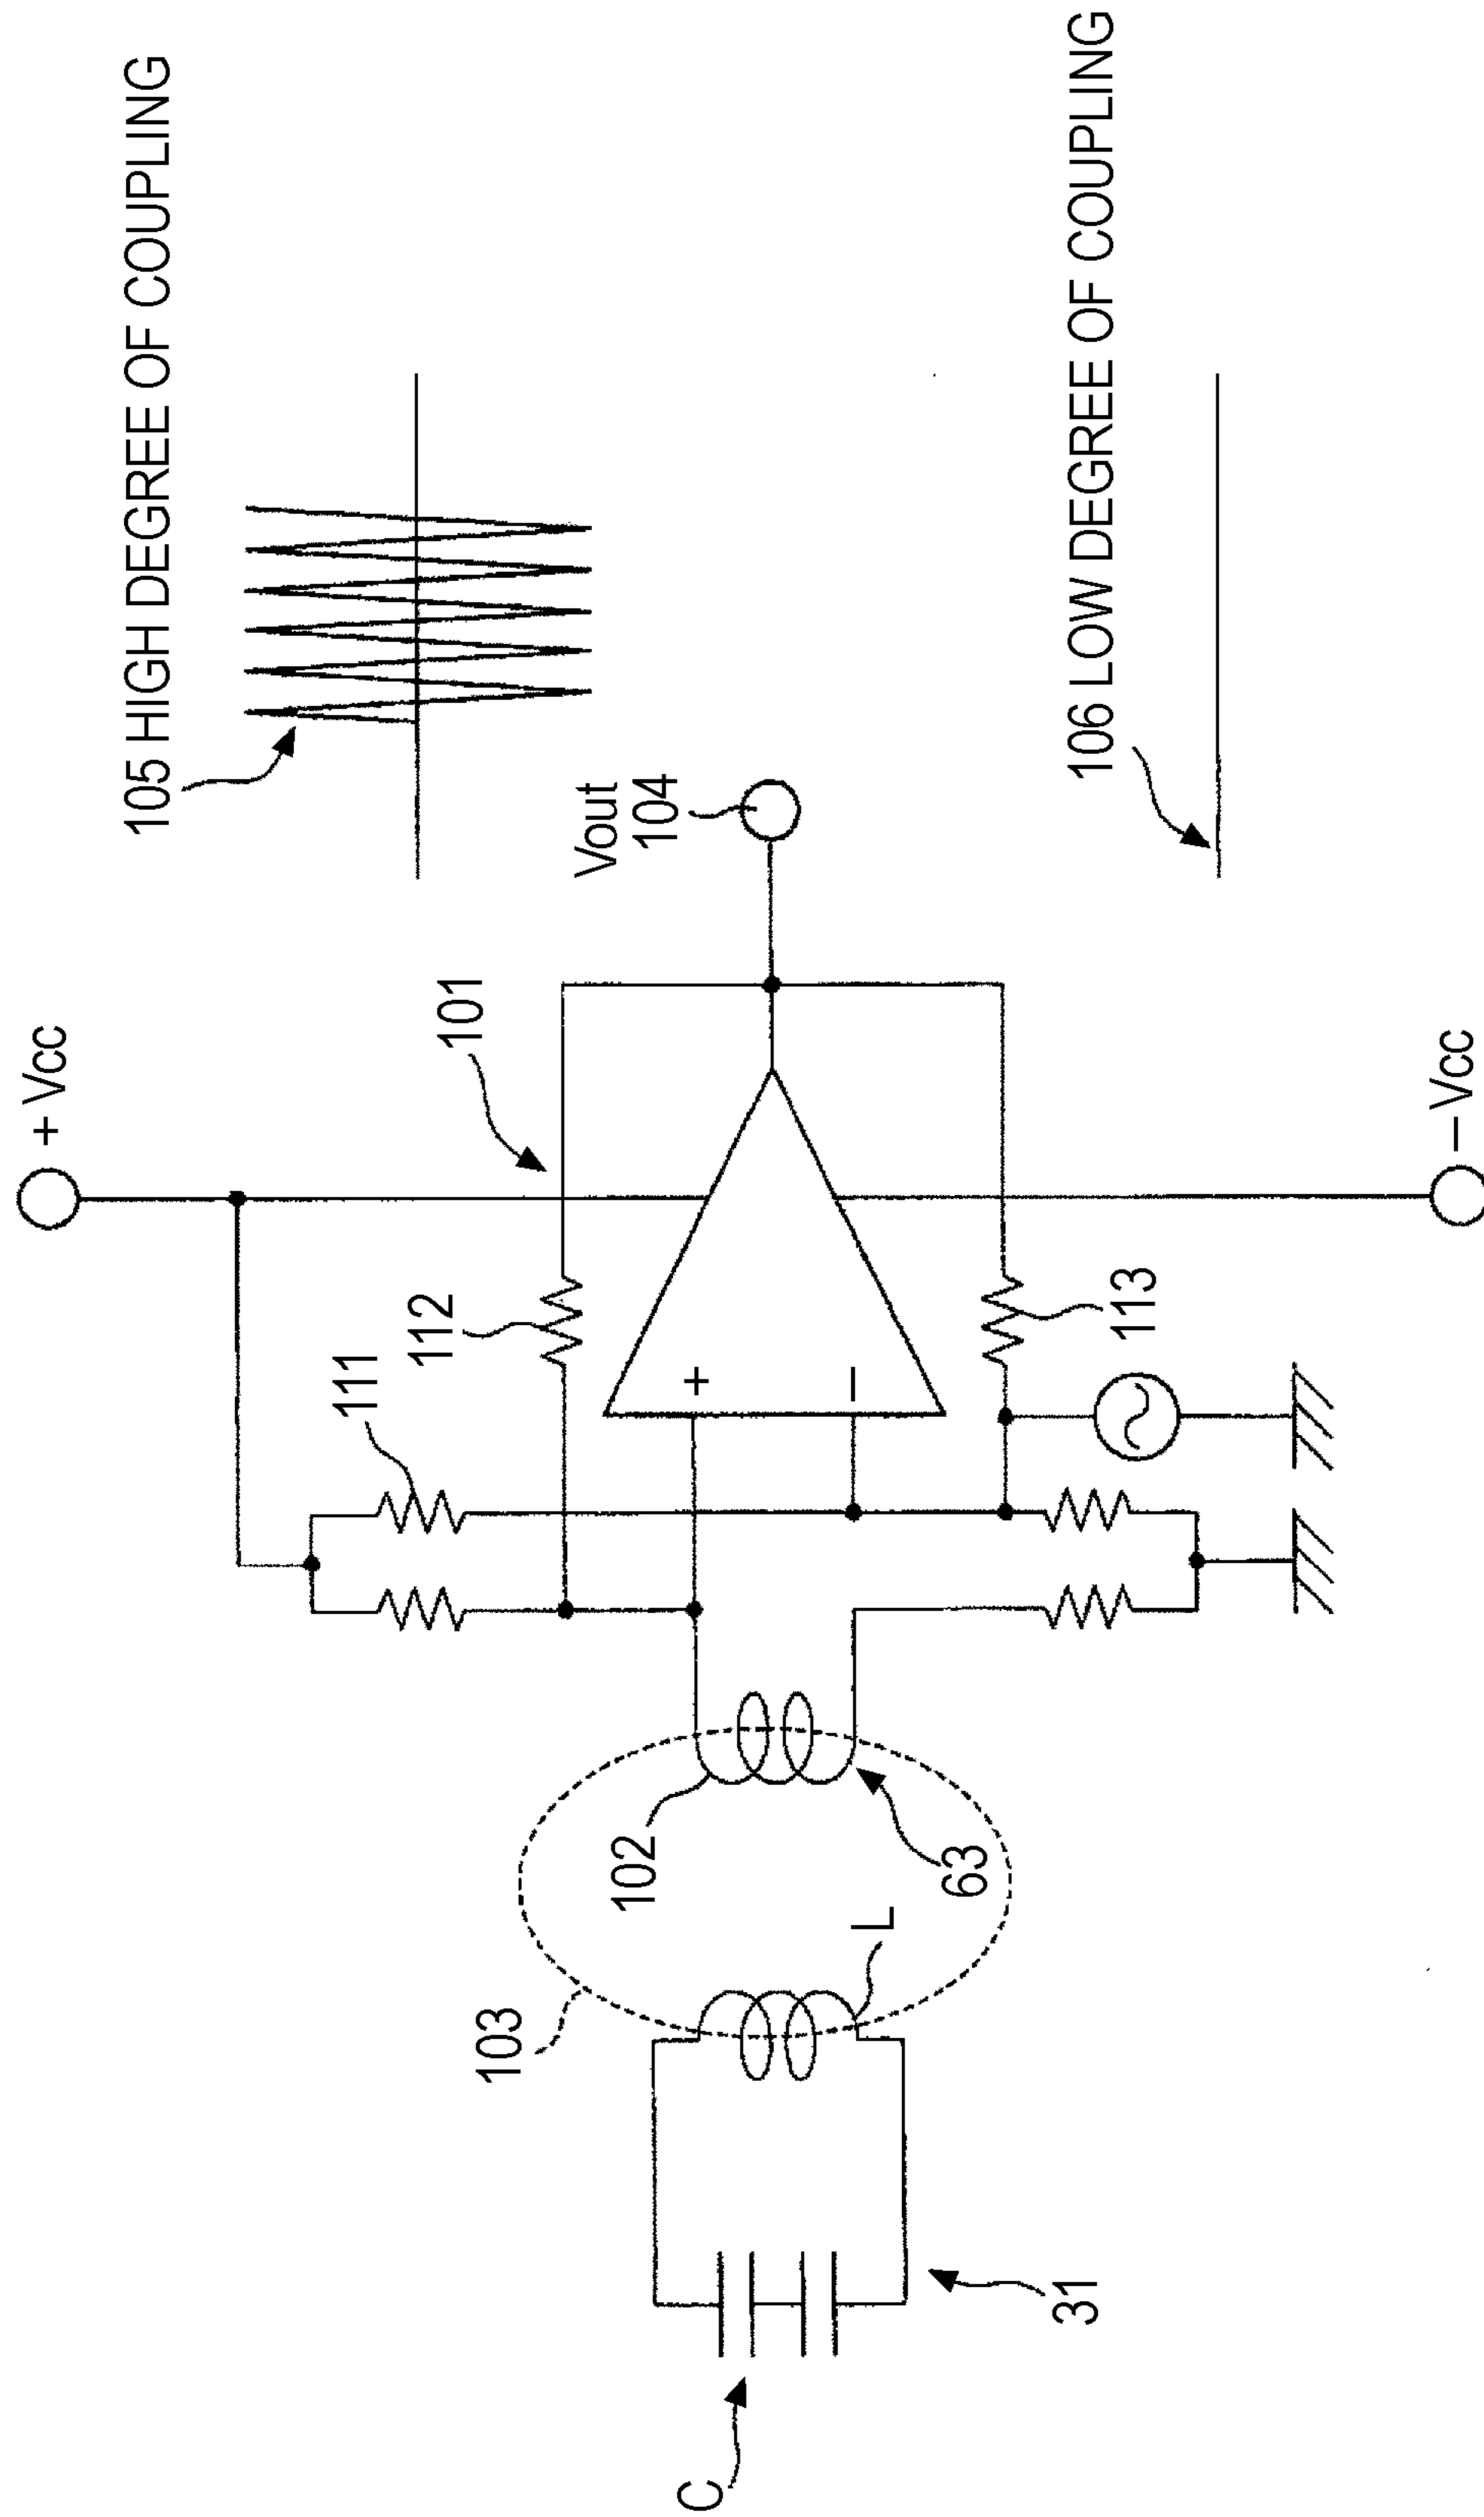 + Vcc
105 HIGH DEGREE OF COUPLING
101
112
111
Vout
104
+
−
102
103
63
L
113
C
31
106 LOW DEGREE OF COUPLING
− Vcc